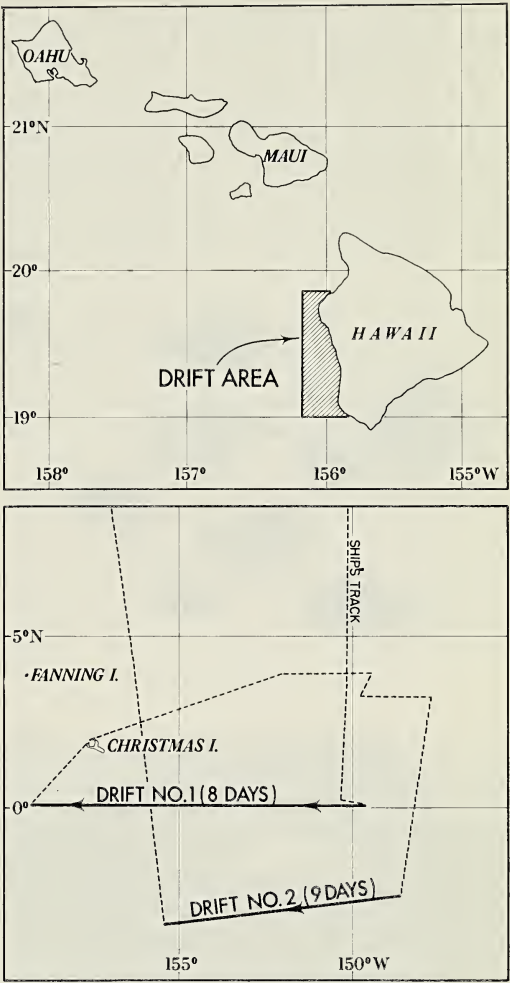 OAHU
21°N
MAUI
20°
HAWAII
DRIFT AREA
19°
158°
157°
156°
155°W
SHIP'S TRACK
5°N
FANNING I.
CHRISTMAS I.
DRIFT NO.1 (8 DAYS)
0°
DRIFT NO.2 (9 DAYS)
155°
150°W